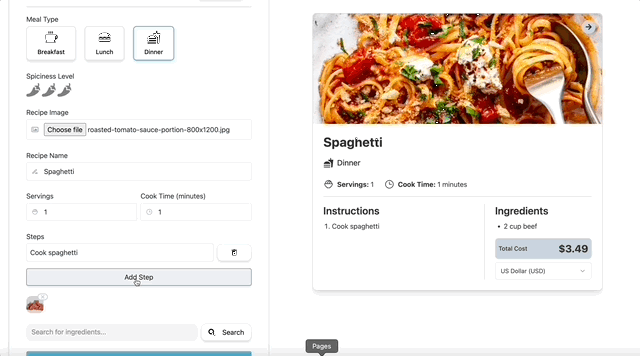 Meal Type
Breakfast
Lunch
Dinner
Spiciness Level
Recipe Image
Choose file roasted-tomato-sauce-portion-800x1200.jpg
Recipe Name
Spaghetti
Servings
Cook Time (minutes)
1
1
Steps
Cook spaghetti
Add Step
Search for ingredients...
Search
Spaghetti
Dinner
Servings: 1
Cook Time: 1 minutes
Instructions
1. Cook spaghetti
Ingredients
• 2 cup beef
Total Cost
$3.49
US Dollar (USD)
Pages